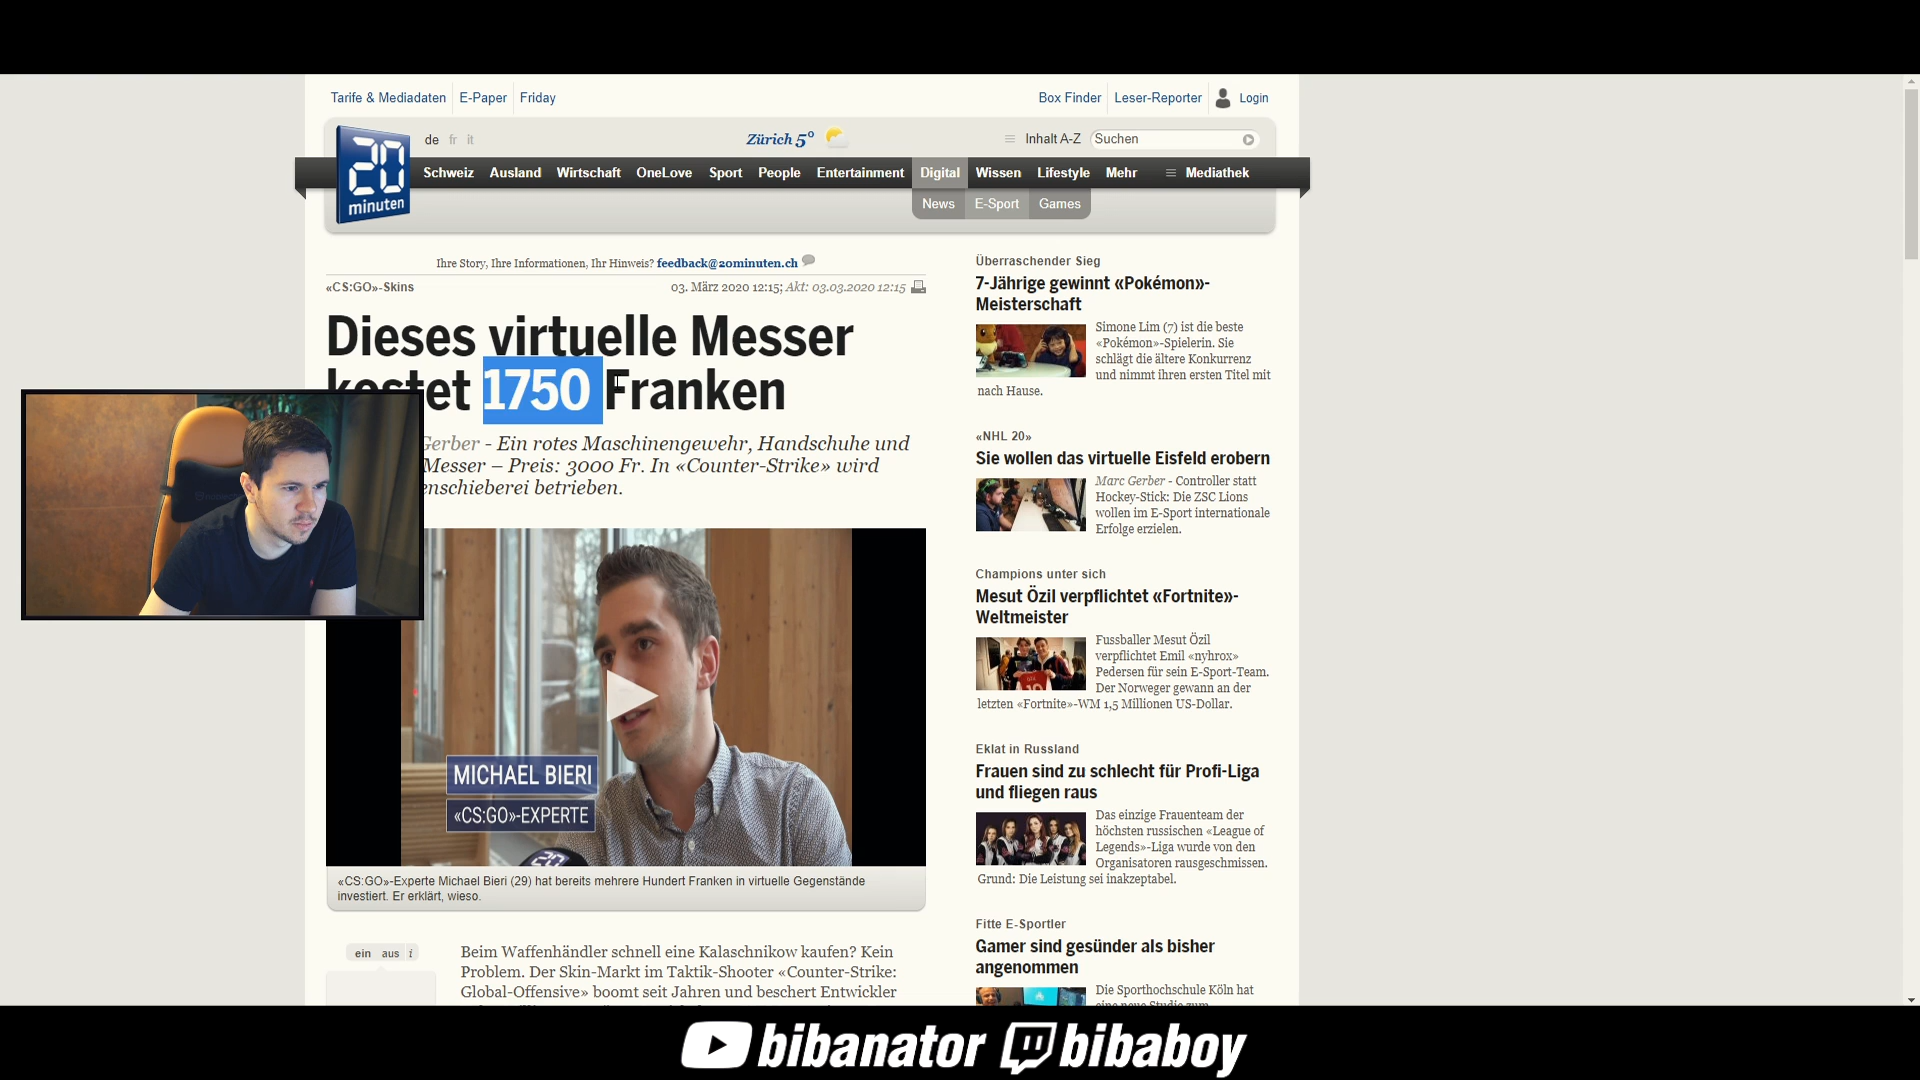 Tarife & Mediadaten E-Paper Friday
Box Finder Leser-Reporter Login
20 minuten
de fr it
Zürich 5°
Inhalt A-Z Suchen
Schweiz Ausland Wirtschaft OneLove Sport People Entertainment Digital Wissen Lifestyle Mehr Mediathek
News E-Sport Games
Ihre Story, Ihre Informationen, Ihr Hinweis? feedback@20minuten.ch
«CS:GO»-Skins
03. März 2020 12:15; Akt: 03.03.2020 12:15
Dieses virtuelle Messer
kostet 1750 Franken
Gerber - Ein rotes Maschinengewehr, Handschuhe und
Messer – Preis: 3000 Fr. In «Counter-Strike» wird
enschieberei betrieben.
MICHAEL BIERI
«CS:GO»-EXPERTE
20
«CS:GO»-Experte Michael Bieri (29) hat bereits mehrere Hundert Franken in virtuelle Gegenstände
investiert. Er erklärt, wieso.
ein aus i
Beim Waffenhändler schnell eine Kalaschnikow kaufen? Kein
Problem. Der Skin-Markt im Taktik-Shooter «Counter-Strike:
Global-Offensive» boomt seit Jahren und beschert Entwickler
Überraschender Sieg
7-Jährige gewinnt «Pokémon»-
Meisterschaft
Simone Lim (7) ist die beste
«Pokémon»-Spielerin. Sie
schlägt die ältere Konkurrenz
und nimmt ihren ersten Titel mit
nach Hause.
«NHL 20»
Sie wollen das virtuelle Eisfeld erobern
Marc Gerber - Controller statt
Hockey-Stick: Die ZSC Lions
wollen im E-Sport internationale
Erfolge erzielen.
Champions unter sich
Mesut Özil verpflichtet «Fortnite»-
Weltmeister
Fussballer Mesut Özil
verpflichtet Emil «nyhrox»
Pedersen für sein E-Sport-Team.
Der Norweger gewann an der
letzten «Fortnite»-WM 1,5 Millionen US-Dollar.
Eklat in Russland
Frauen sind zu schlecht für Profi-Liga
und fliegen raus
Das einzige Frauenteam der
höchsten russischen «League of
Legends»-Liga wurde von den
Organisatoren rausgeschmissen.
Grund: Die Leistung sei inakzeptabel.
Fitte E-Sportler
Gamer sind gesünder als bisher
angenommen
Die Sporthochschule Köln hat
bibanator bibaboy